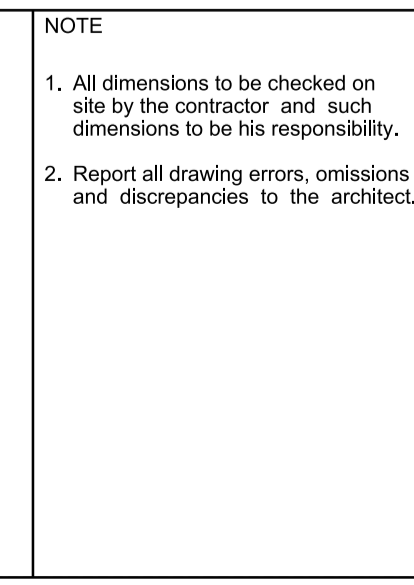 NOTE
1. All dimensions to be checked on
site by the contractor and such
dimensions to be his responsibility.
2. Report all drawing errors, omissions
and discrepancies to the architect.